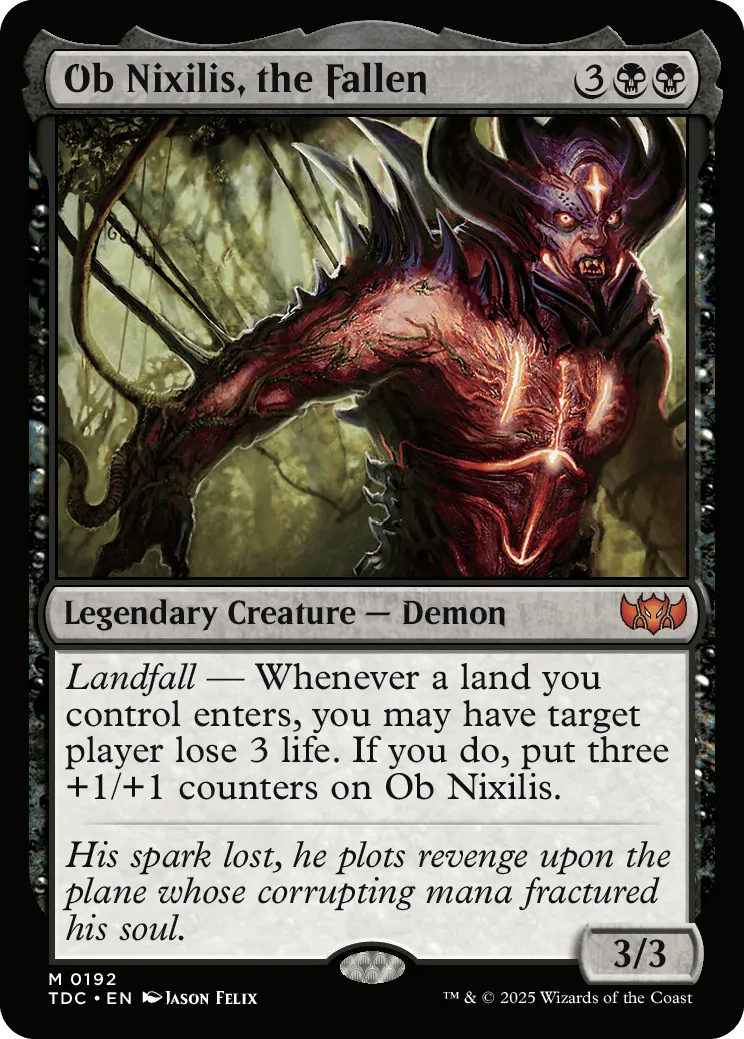 Ob Nixilis, the Fallen 3
Legendary Creature — Demon
Landfall — Whenever a land you
control enters, you may have target
player lose 3 life. If you do, put three
+1/+1 counters on Ob Nixilis.
His spark lost, he plots revenge upon the
plane whose corrupting mana fractured
his soul.
3/3
M 0192
TDC • EN Jason Felix
™ & © 2025 Wizards of the Coast